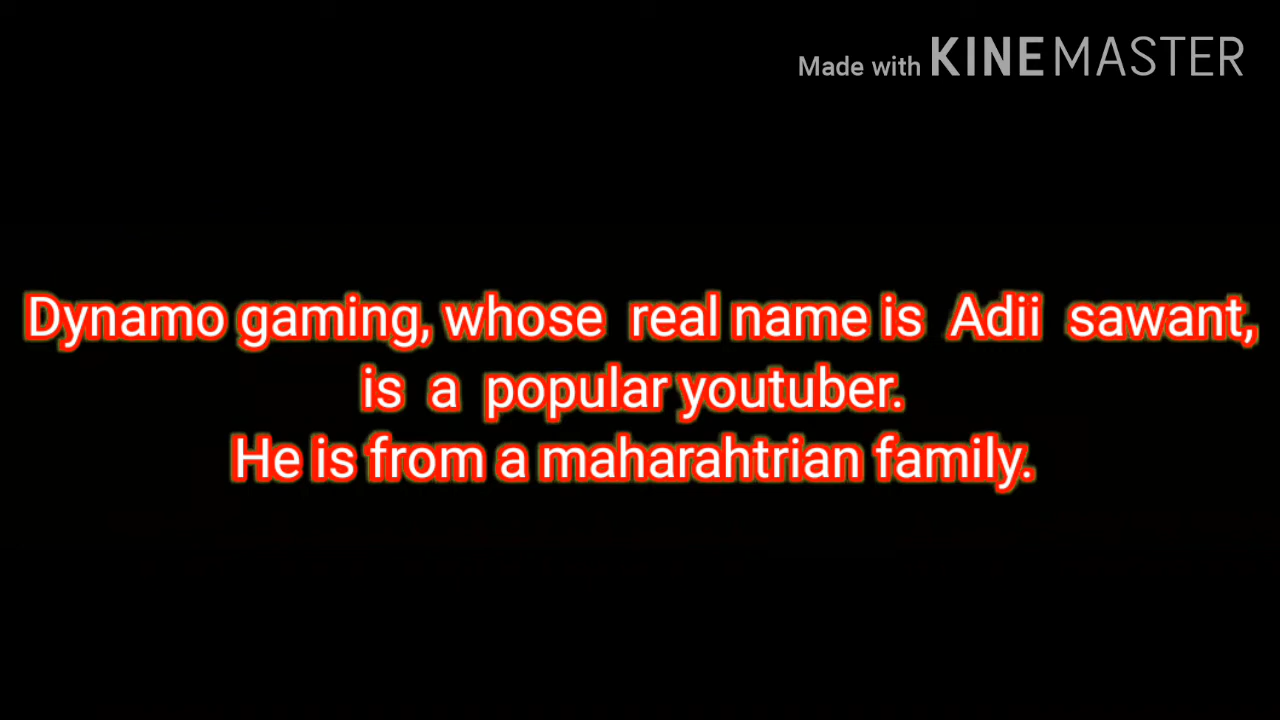 Made with KINEMASTER
Dynamo gaming, whose real name is Adii sawant,
is a popular youtuber.
He is from a maharahtrian family.